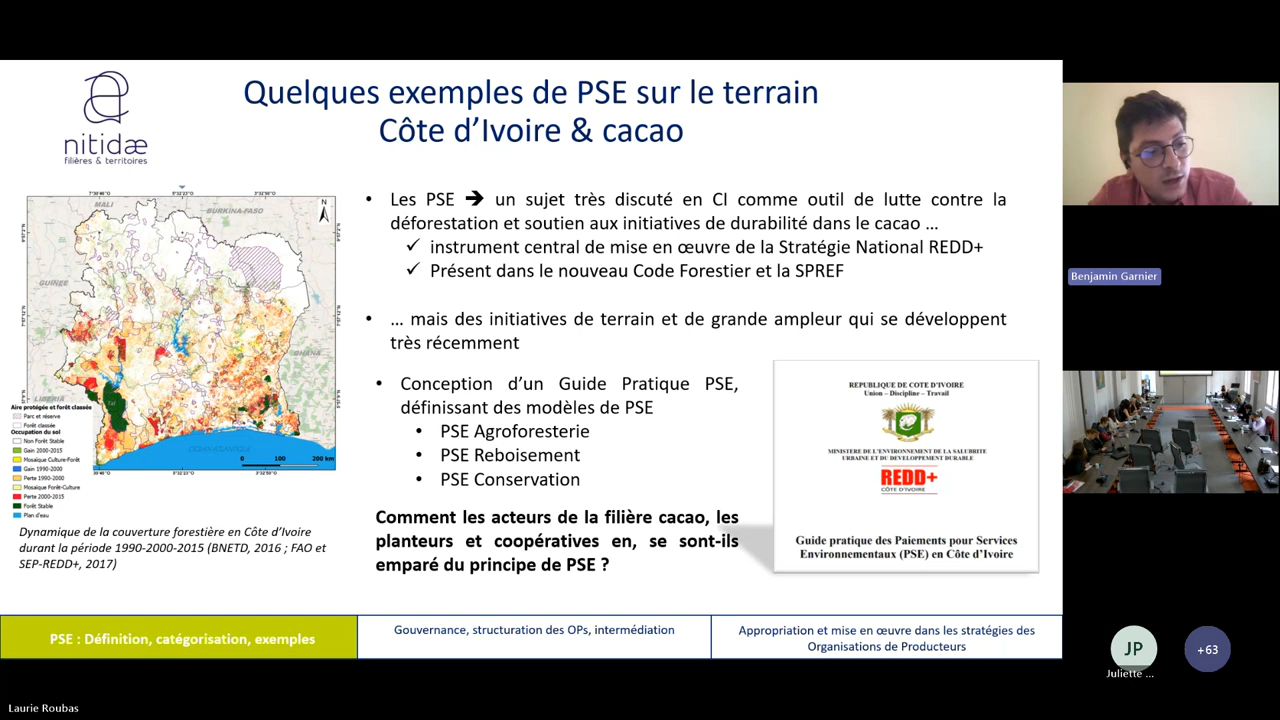 nitidæ
filières & territoires
Quelques exemples de PSE sur le terrain
Côte d’Ivoire & cacao
MALI
BURKINA-FASO
GUINÉE
GHANA
LIBERIA
N
0 100 200 km
Aire protégée et forêt classée
Parc et réserve
Forêt classée
Occupation du sol
Non Forêt Stable
Gain 2000-2015
Mosaïque Culture-Forêt
Gain 1990-2000
Perte 1990-2000
Mosaïque Forêt-Culture
Perte 2000-2015
Forêt Stable
Plan d'eau
Dynamique de la couverture forestière en Côte d’Ivoire
durant la période 1990-2000-2015 (BNETD, 2016 ; FAO et
SEP-REDD+, 2017)
• Les PSE ➔ un sujet très discuté en CI comme outil de lutte contre la
déforestation et soutien aux initiatives de durabilité dans le cacao …
✓ instrument central de mise en œuvre de la Stratégie National REDD+
✓ Présent dans le nouveau Code Forestier et la SPREF
• … mais des initiatives de terrain et de grande ampleur qui se développent
très récemment
• Conception d’un Guide Pratique PSE,
définissant des modèles de PSE
• PSE Agroforesterie
• PSE Reboisement
• PSE Conservation
Comment les acteurs de la filière cacao, les
planteurs et coopératives en, se sont-ils
emparé du principe de PSE ?
REPUBLIQUE DE COTE D'IVOIRE
Union – Discipline - Travail
MINISTERE DE L'ENVIRONNEMENT DE LA SALUBRITE
URBAINE ET DU DEVELOPPEMENT DURABLE
REDD+
CÔTE D'IVOIRE
Guide pratique des Paiements pour Services
Environnementaux (PSE) en Côte d’Ivoire
PSE : Définition, catégorisation, exemples
Gouvernance, structuration des OPs, intermédiation
Appropriation et mise en œuvre dans les stratégies des
Organisations de Producteurs
Benjamin Garnier
JP
Juliette ...
+63
Laurie Roubas